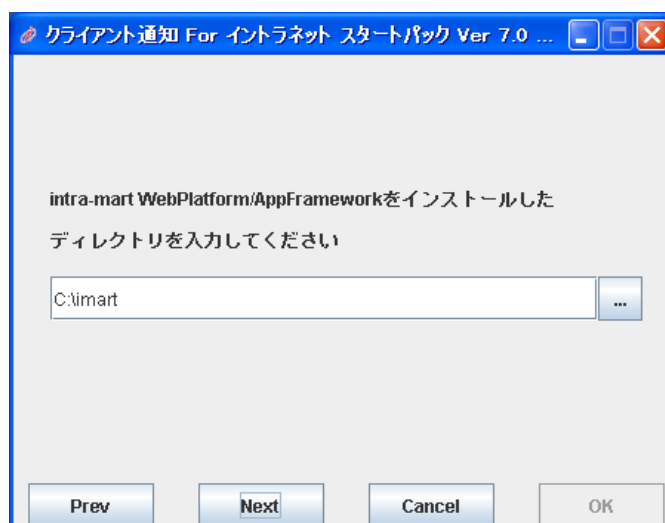 クライアント通知 For イントラネット スタートパック Ver 7.0 ...
intra-mart WebPlatform/AppFrameworkをインストールした
ディレクトリを入力してください
C:\imart
...
Prev Next Cancel OK